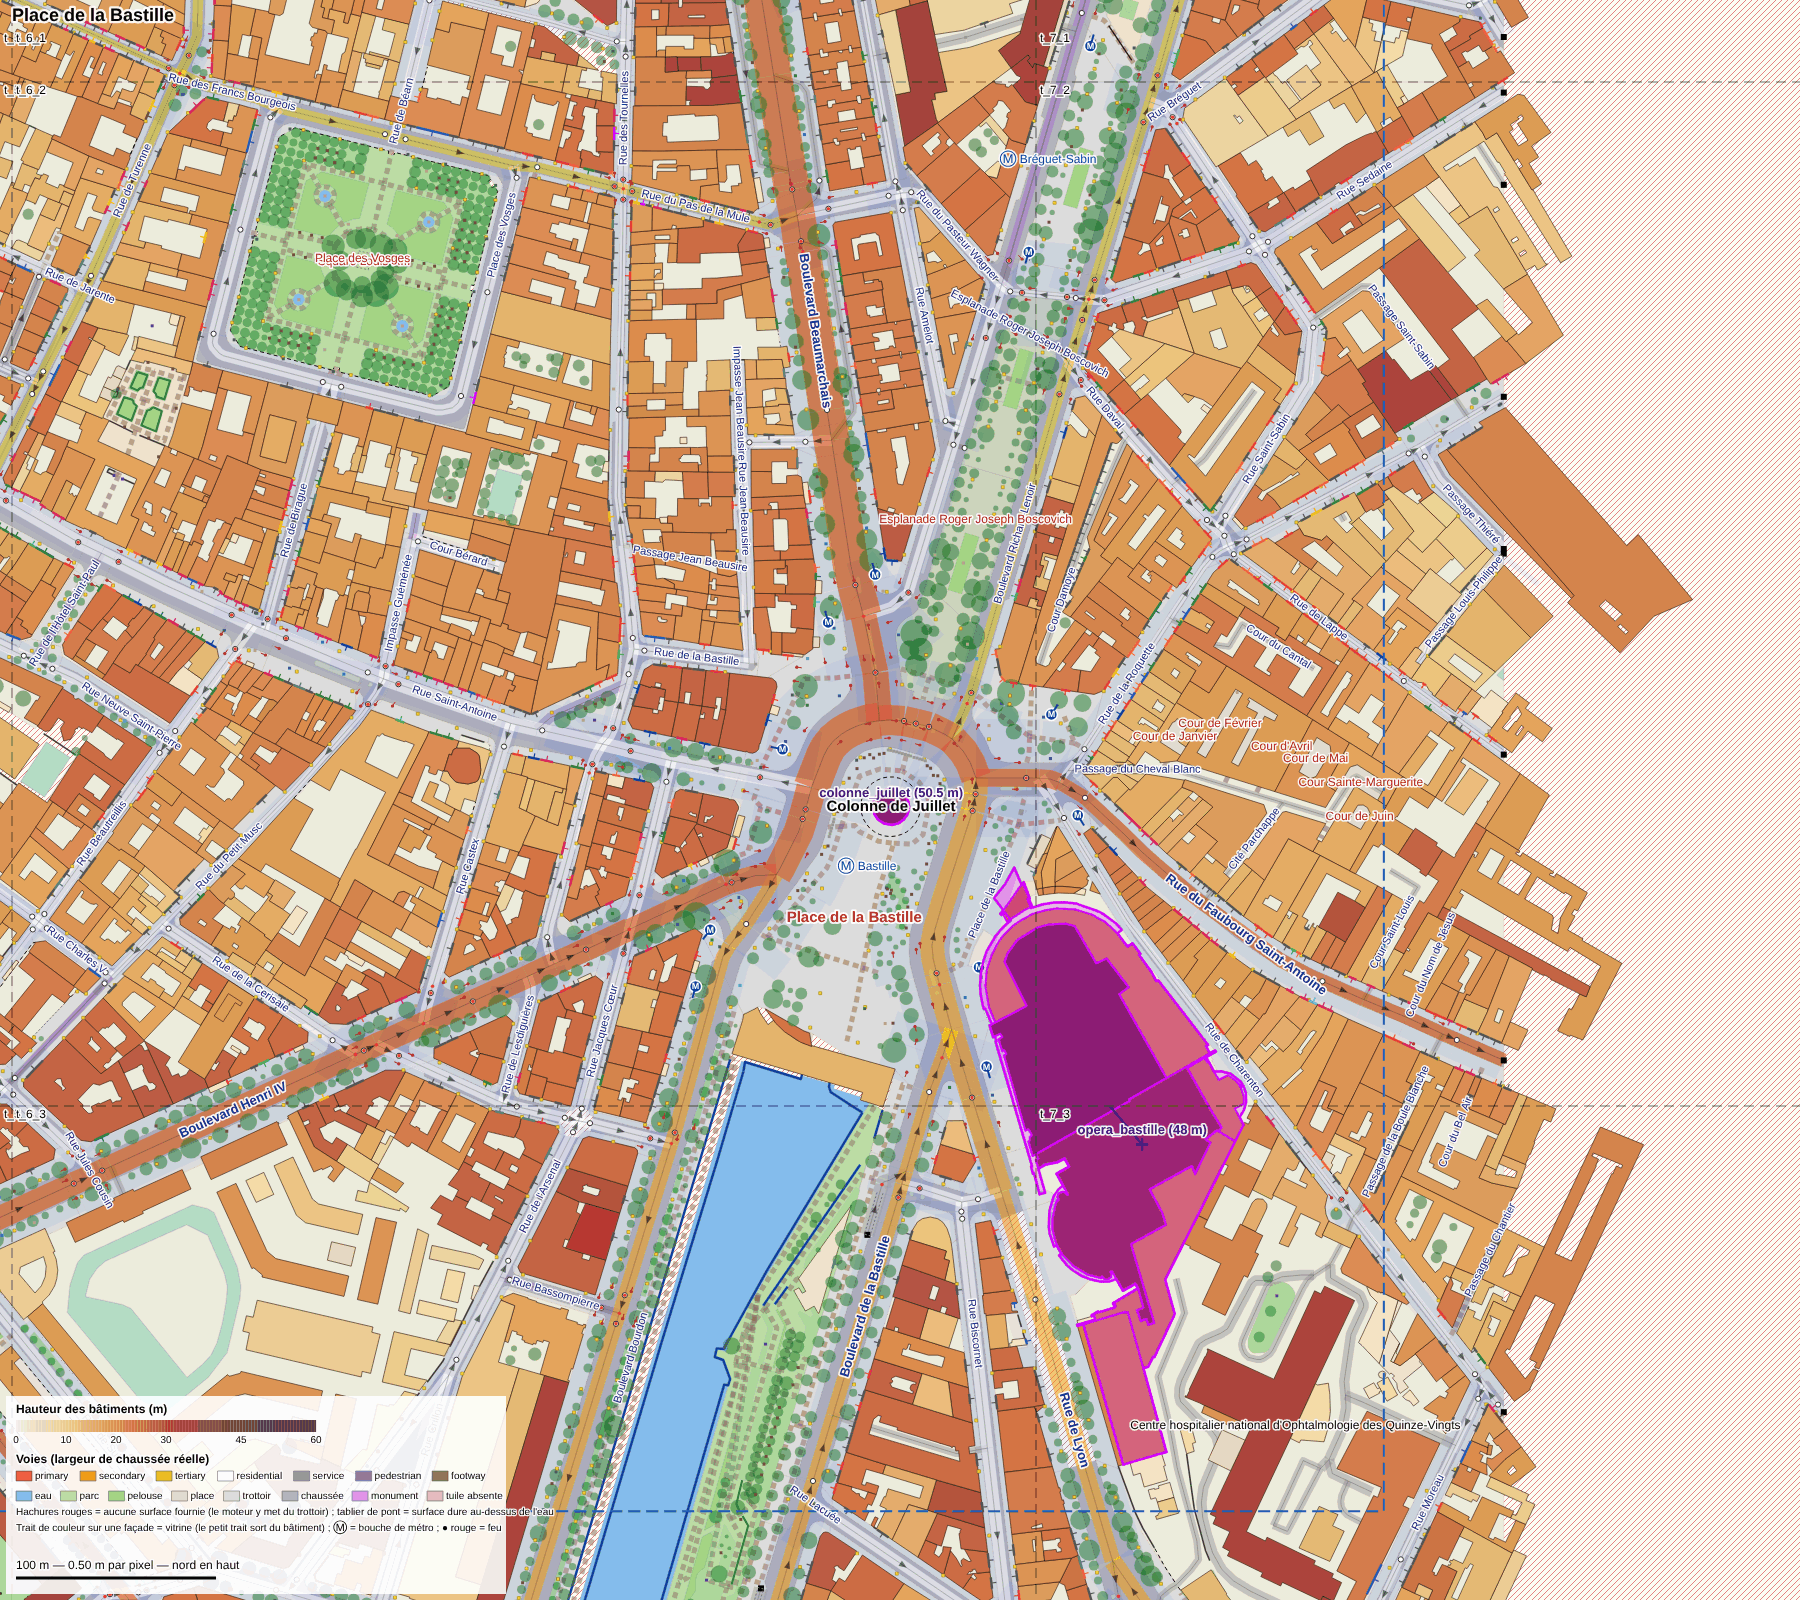 Place de la Bastille
t_t_6_1
t_7_1
t_t_6_2
t_7_2
Rue des Francs Bourgeois
Rue de Béarn
Rue des Tournelles
Rue Bréguet
Rue de Turenne
Bréguet-Sabin
Rue Sedaine
Rue du Pas de la Mule
Rue du Pasteur Wagner
Place des Vosges
Place des Vosges
Rue de Jarente
Boulevard Beaumarchais
Rue Amelot
Esplanade Roger Joseph Boscovich
Passage Saint-Sabin
Impasse Jean Beausire
Rue Daval
Rue Saint-Sabin
Rue Jean Beausire
Rue de Birague
Passage Thiéré
Esplanade Roger Joseph Boscovich
Boulevard Richard Lenoir
Cour Bérard
Passage Jean Beausire
Impasse Guéménée
Rue de l'Hôtel Saint-Paul
Cour Damoye
Passage Louis-Philippe
Rue de Lappe
Cour du Cantal
Rue de la Bastille
Rue de la Roquette
Rue Saint-Antoine
Rue Neuve Saint-Pierre
Cour de Février
Cour de Janvier
Cour d'Avril
Cour de Mai
Passage du Cheval Blanc
Cour Sainte-Marguerite
colonne_juillet (50.5 m)
Colonne de Juillet
Cour de Juin
Rue Beautreillis
Rue du Petit Musc
Rue Castex
Cité Parchappe
Bastille
Place de la Bastille
Place de la Bastille
Rue du Faubourg Saint-Antoine
Cour Saint-Louis
Cour du Nom de Jésus
Rue Charles V
Rue de la Cerisaie
Rue de Lesdiguières
Rue Jacques Cœur
Rue de Charenton
Boulevard Henri IV
t_t_6_3
t_7_3
opera_bastille (48 m)
Passage de la Boule Blanche
Cour du Bel Air
Rue Jules Cousin
Rue de l'Arsenal
Passage du Chantier
Rue Bassompierre
Boulevard Bourdon
Boulevard de la Bastille
Rue Biscornet
Rue de Lyon
Centre hospitalier national d'Ophtalmologie des Quinze-Vingts
Rue Lacuée
Rue Moreau
Hauteur des bâtiments (m)
0 10 20 30 45 60
Voies (largeur de chaussée réelle)
primary secondary tertiary residential service pedestrian footway
eau parc pelouse place trottoir chaussée monument tuile absente
Hachures rouges = aucune surface fournie (le moteur y met du trottoir) ; tablier de pont = surface dure au-dessus de l'eau
Trait de couleur sur une façade = vitrine (le petit trait sort du bâtiment) ; M = bouche de métro ; ● rouge = feu
100 m — 0.50 m par pixel — nord en haut